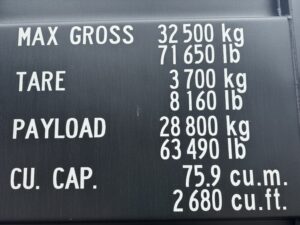 MAX GROSS 32 500 kg
71 650 lb
TARE 3 700 kg
8 160 lb
PAYLOAD 28 800 kg
63 490 lb
CU. CAP. 75.9 cu.m.
2 680 cu.ft.